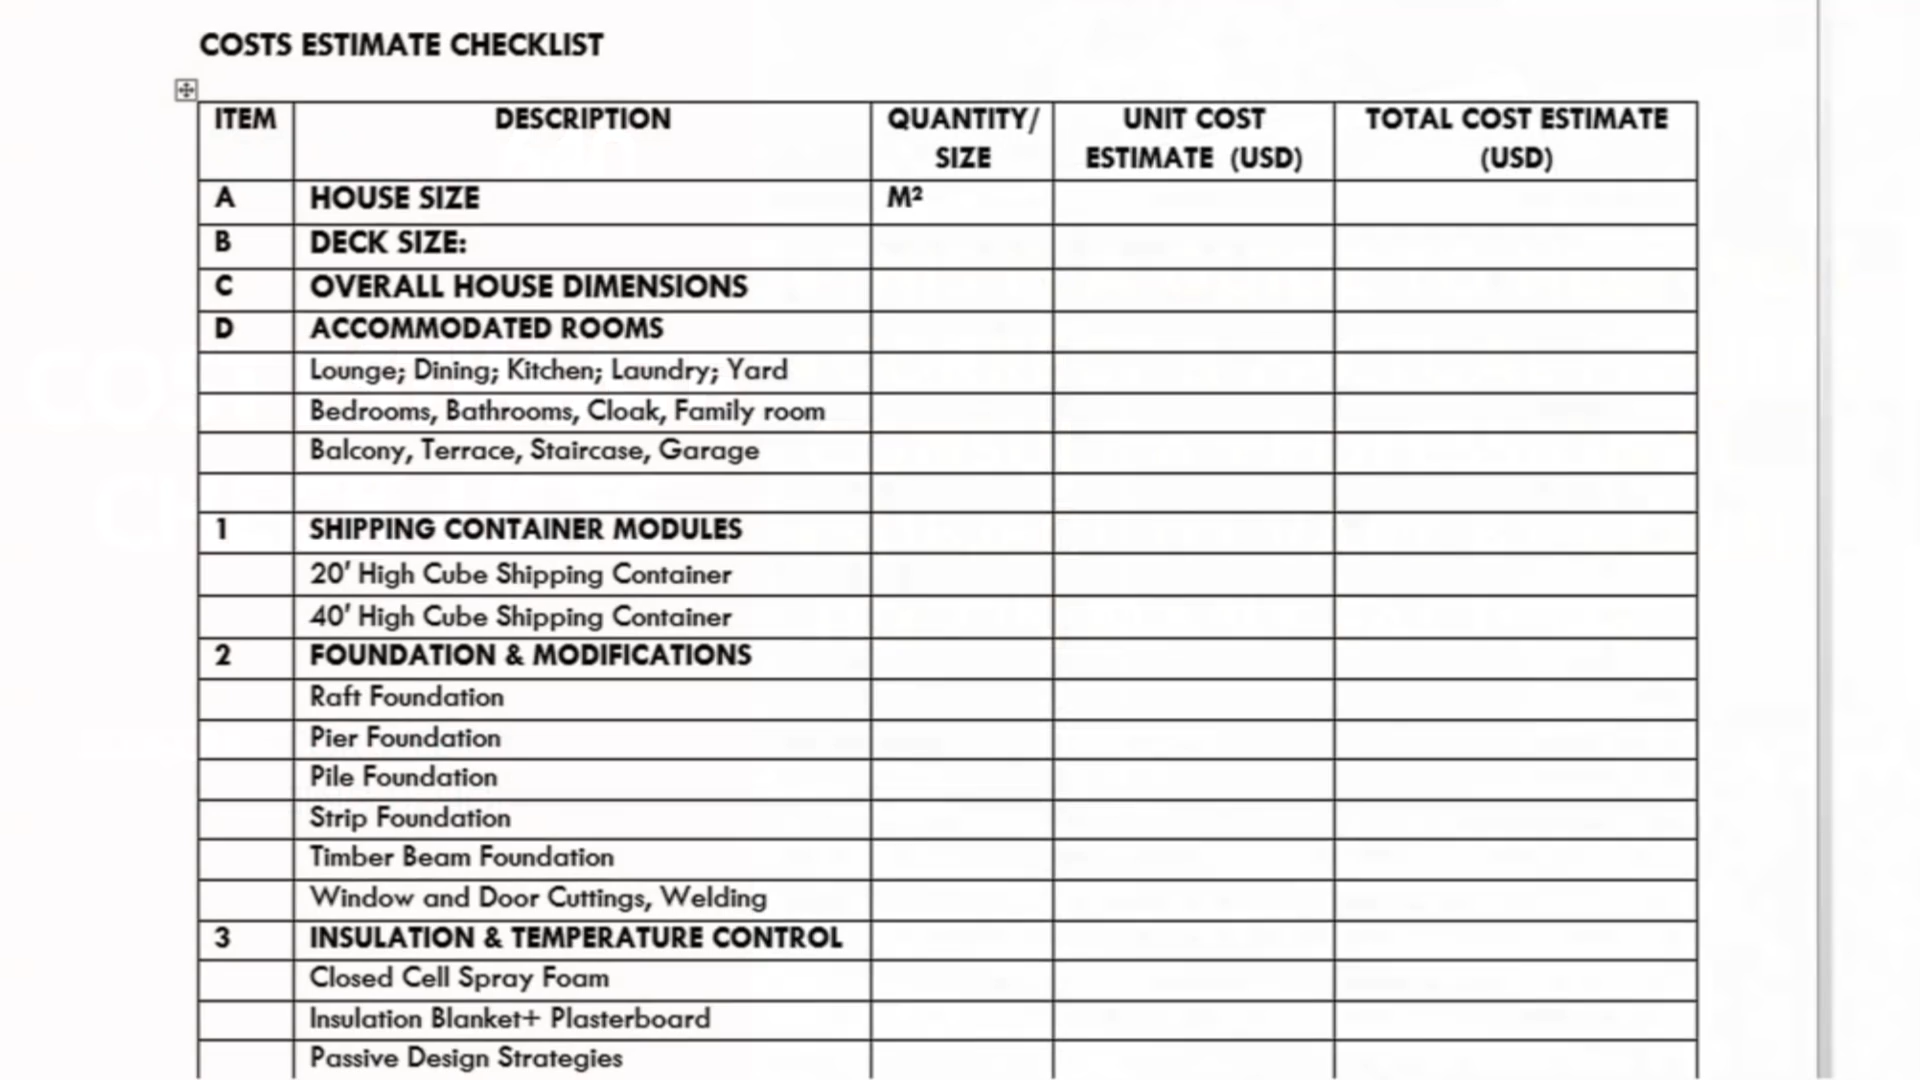 COSTS ESTIMATE CHECKLIST
ITEM DESCRIPTION QUANTITY/ SIZE UNIT COST ESTIMATE (USD) TOTAL COST ESTIMATE (USD)
A HOUSE SIZE M²
B DECK SIZE:
C OVERALL HOUSE DIMENSIONS
D ACCOMMODATED ROOMS
Lounge; Dining; Kitchen; Laundry; Yard
Bedrooms, Bathrooms, Cloak, Family room
Balcony, Terrace, Staircase, Garage
1 SHIPPING CONTAINER MODULES
20' High Cube Shipping Container
40' High Cube Shipping Container
2 FOUNDATION & MODIFICATIONS
Raft Foundation
Pier Foundation
Pile Foundation
Strip Foundation
Timber Beam Foundation
Window and Door Cuttings, Welding
3 INSULATION & TEMPERATURE CONTROL
Closed Cell Spray Foam
Insulation Blanket+ Plasterboard
Passive Design Strategies